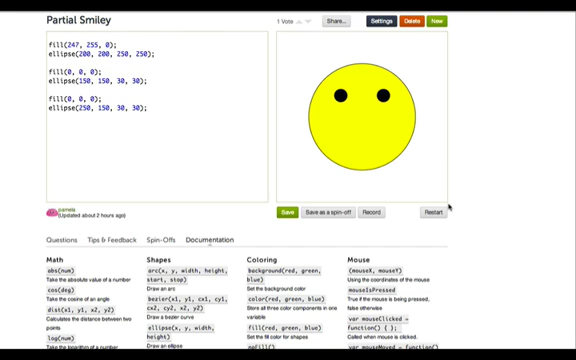 Partial Smiley
1 Vote
Share...
Settings
Delete
New
fill(247, 255, 0);
ellipse(200, 200, 250, 250);
fill(0, 0, 0);
ellipse(150, 150, 30, 30);
fill(0, 0, 0);
ellipse(250, 150, 30, 30);
pamela
(Updated about 2 hours ago)
Save
Save as a spin-off
Record
Restart
Questions
Tips & Feedback
Spin-Offs
Documentation
Math
abs(num)
Take the absolute value of a number
cos(deg)
Take the cosine of an angle
dist(x1, y1, x2, y2)
Calculates the distance between two
points
log(num)
Take the logarithm of a number
Shapes
arc(x, y, width, height,
start, stop)
Draw an arc
bezier(x1, y1, cx1, cy1,
cx2, cy2, x2, y2)
Draw a bezier curve
ellipse(x, y, width,
height)
Draw an ellipse
Coloring
background(red, green,
blue)
Set the background color
color(red, green, blue)
Store all three color components in one
variable
fill(red, green, blue)
Set the fill color for shapes
noFill()
Mouse
(mouseX, mouseY)
Using the coordinates of the mouse
mouseIsPressed
True if the mouse is being pressed,
false otherwise
var mouseClicked =
function() { };
Called when mouse is clicked.
var mouseMoved = function()